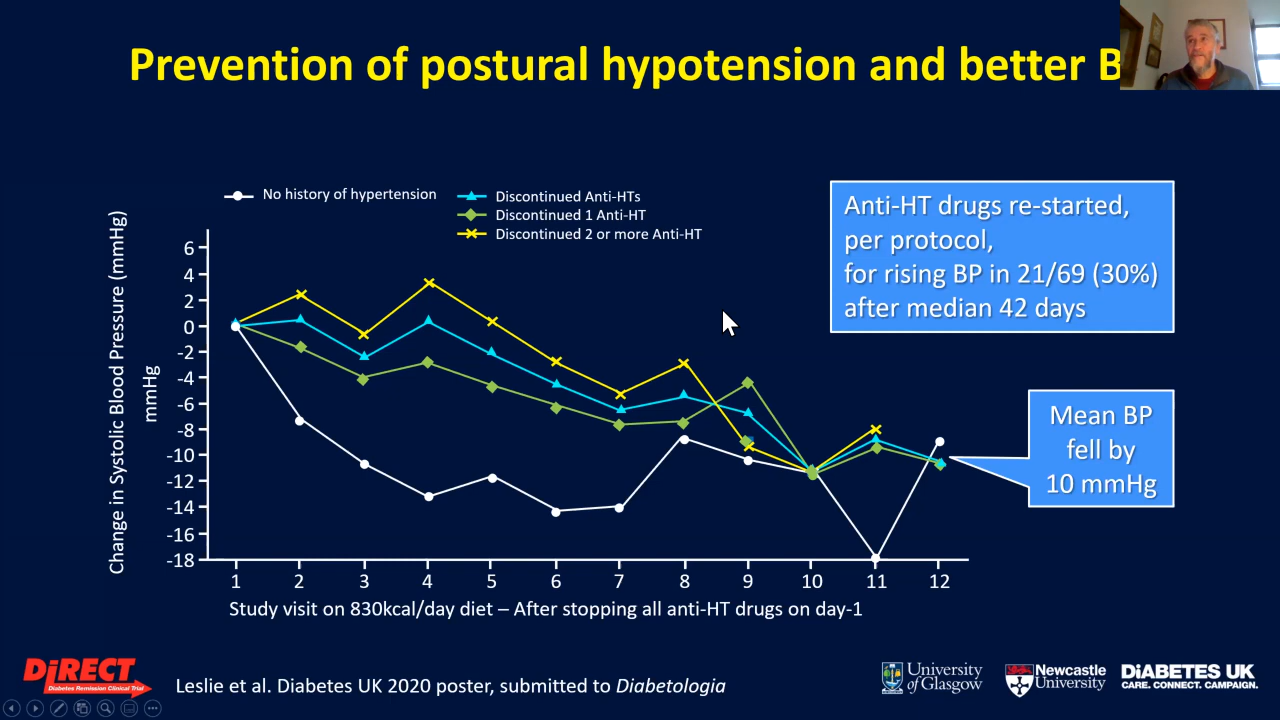 Prevention of postural hypotension and better B
No history of hypertension
Discontinued Anti-HTs
Discontinued 1 Anti-HT
Discontinued 2 or more Anti-HT
Anti-HT drugs re-started,
per protocol,
for rising BP in 21/69 (30%)
after median 42 days
Change in Systolic Blood Pressure (mmHg)
mmHg
6
4
2
0
-2
-4
-6
-8
-10
-12
-14
-16
-18
Mean BP
fell by
10 mmHg
1 2 3 4 5 6 7 8 9 10 11 12
Study visit on 830kcal/day diet – After stopping all anti-HT drugs on day-1
DiRECT
Diabetes Remission Clinical Trial
Leslie et al. Diabetes UK 2020 poster, submitted to Diabetologia
University
of Glasgow
Newcastle
University
DiABETES UK
CARE. CONNECT. CAMPAIGN.